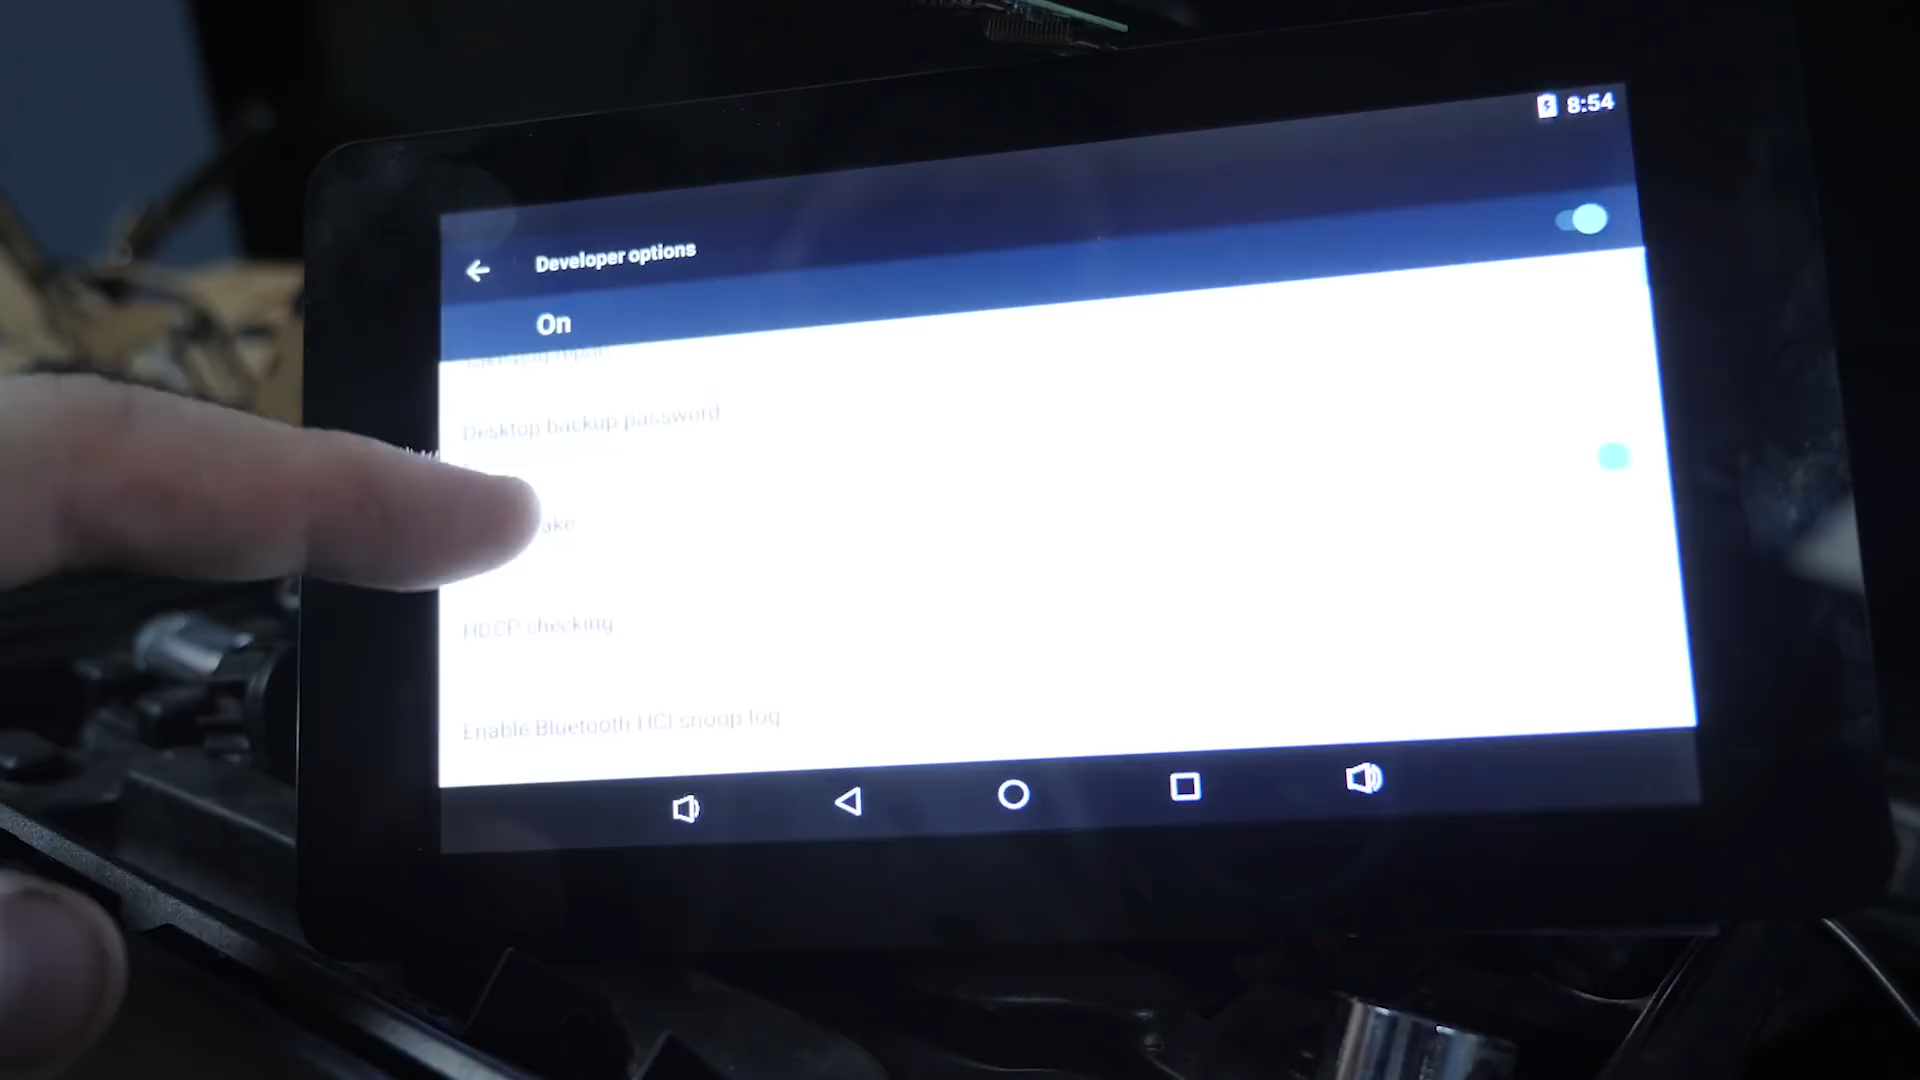 8:54
Developer options
On
Desktop backup password
HDCP checking
Enable Bluetooth HCI snoop log